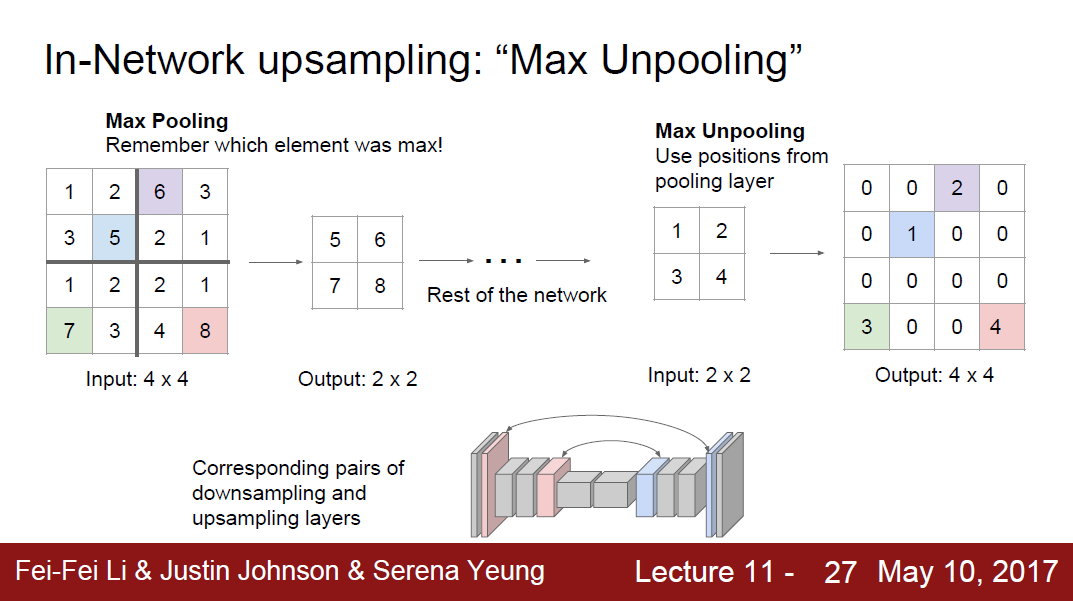 In-Network upsampling: “Max Unpooling”
Max Pooling
Remember which element was max!
1 2 6 3
3 5 2 1
1 2 2 1
7 3 4 8
Input: 4 x 4
5 6
7 8
Output: 2 x 2
...
Rest of the network
Max Unpooling
Use positions from
pooling layer
1 2
3 4
Input: 2 x 2
0 0 2 0
0 1 0 0
0 0 0 0
3 0 0 4
Output: 4 x 4
Corresponding pairs of
downsampling and
upsampling layers
Fei-Fei Li & Justin Johnson & Serena Yeung
Lecture 11 - 27 May 10, 2017